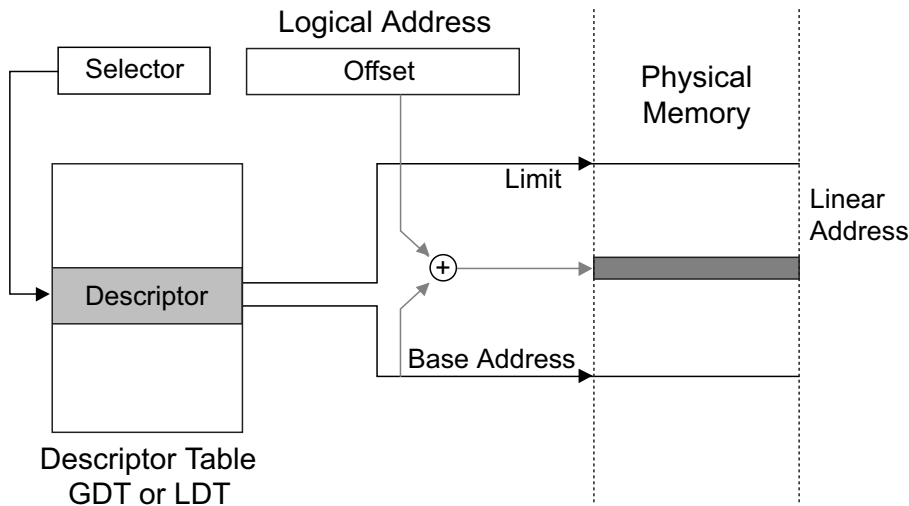 Logical Address
Selector
Offset
Physical
Memory
Limit
Linear
Address
+
Descriptor
Base Address
Descriptor Table
GDT or LDT